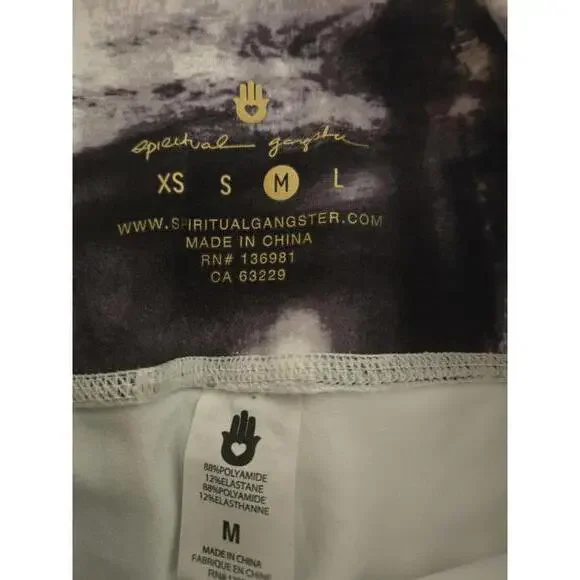 spiritual gangster
XS S M L
WWW.SPIRITUALGANGSTER.COM
MADE IN CHINA
RN# 136981
CA 63229
88%POLYAMIDE
12%ELASTANE
88%POLYAMIDE
12%ELASTHANNE
M
MADE IN CHINA
FABRIQUE EN CHINE